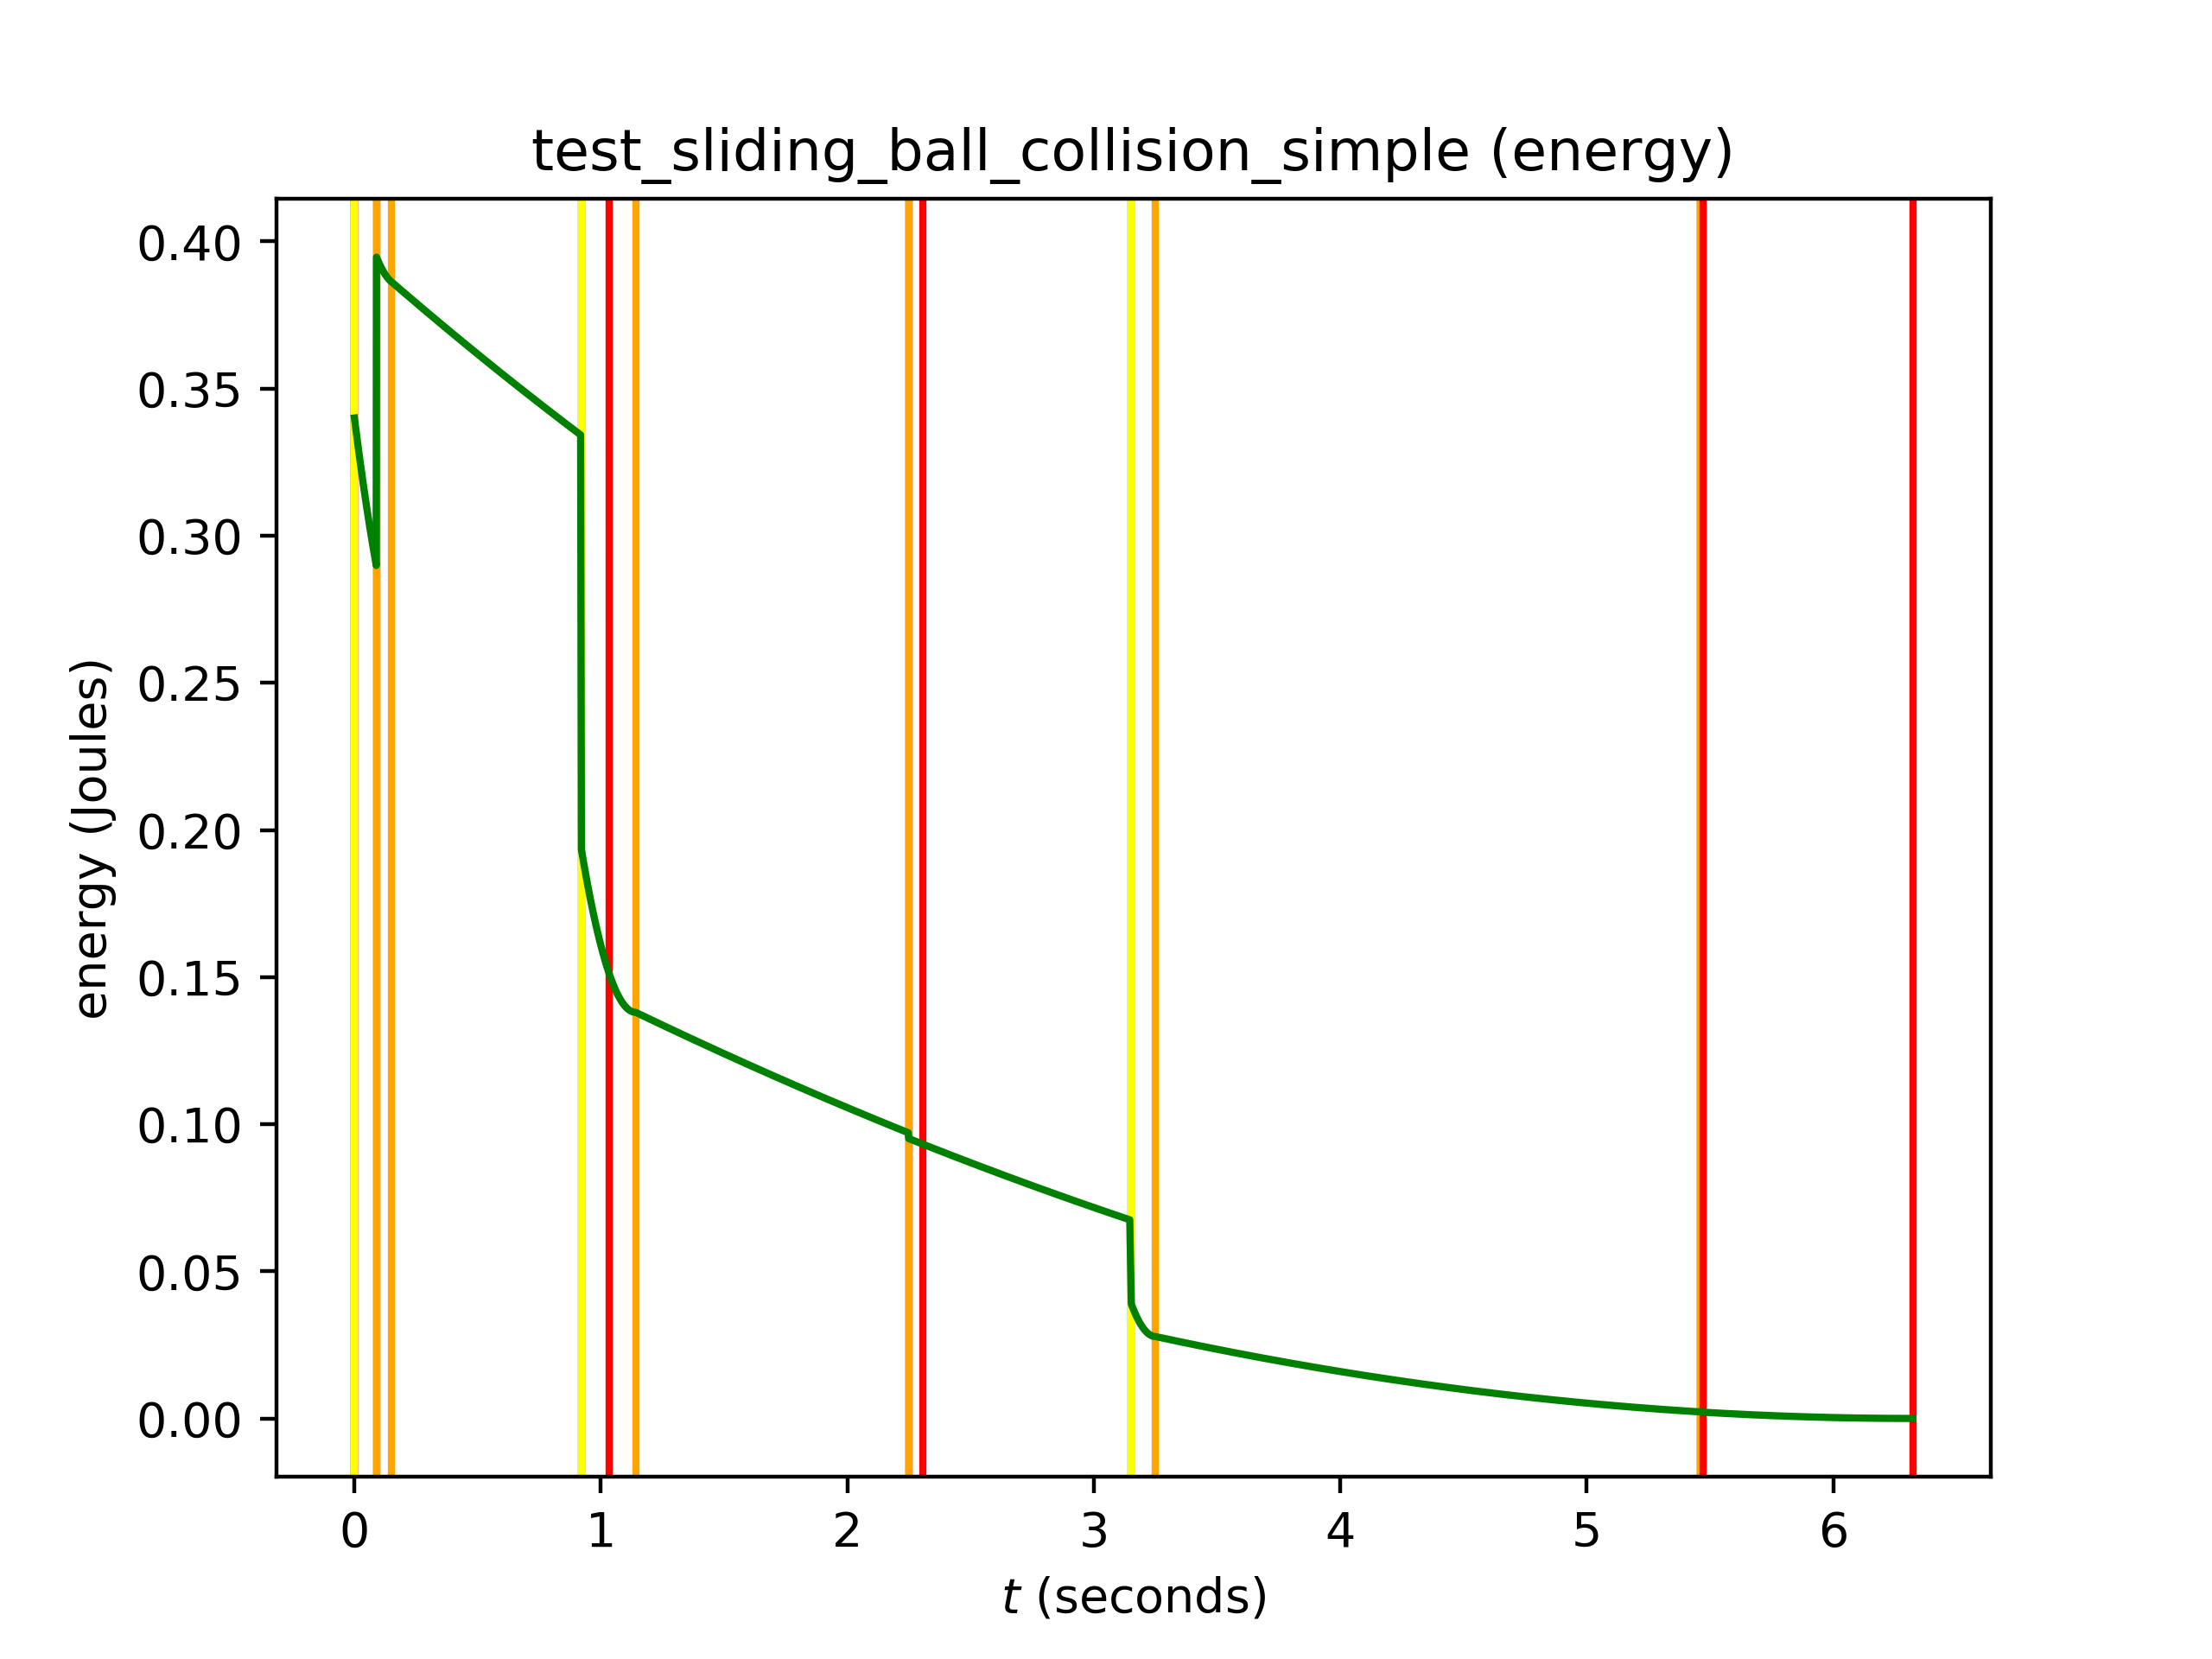 test_sliding_ball_collision_simple (energy)
energy (Joules)
0.40
0.35
0.30
0.25
0.20
0.15
0.10
0.05
0.00
0 1 2 3 4 5 6
t (seconds)